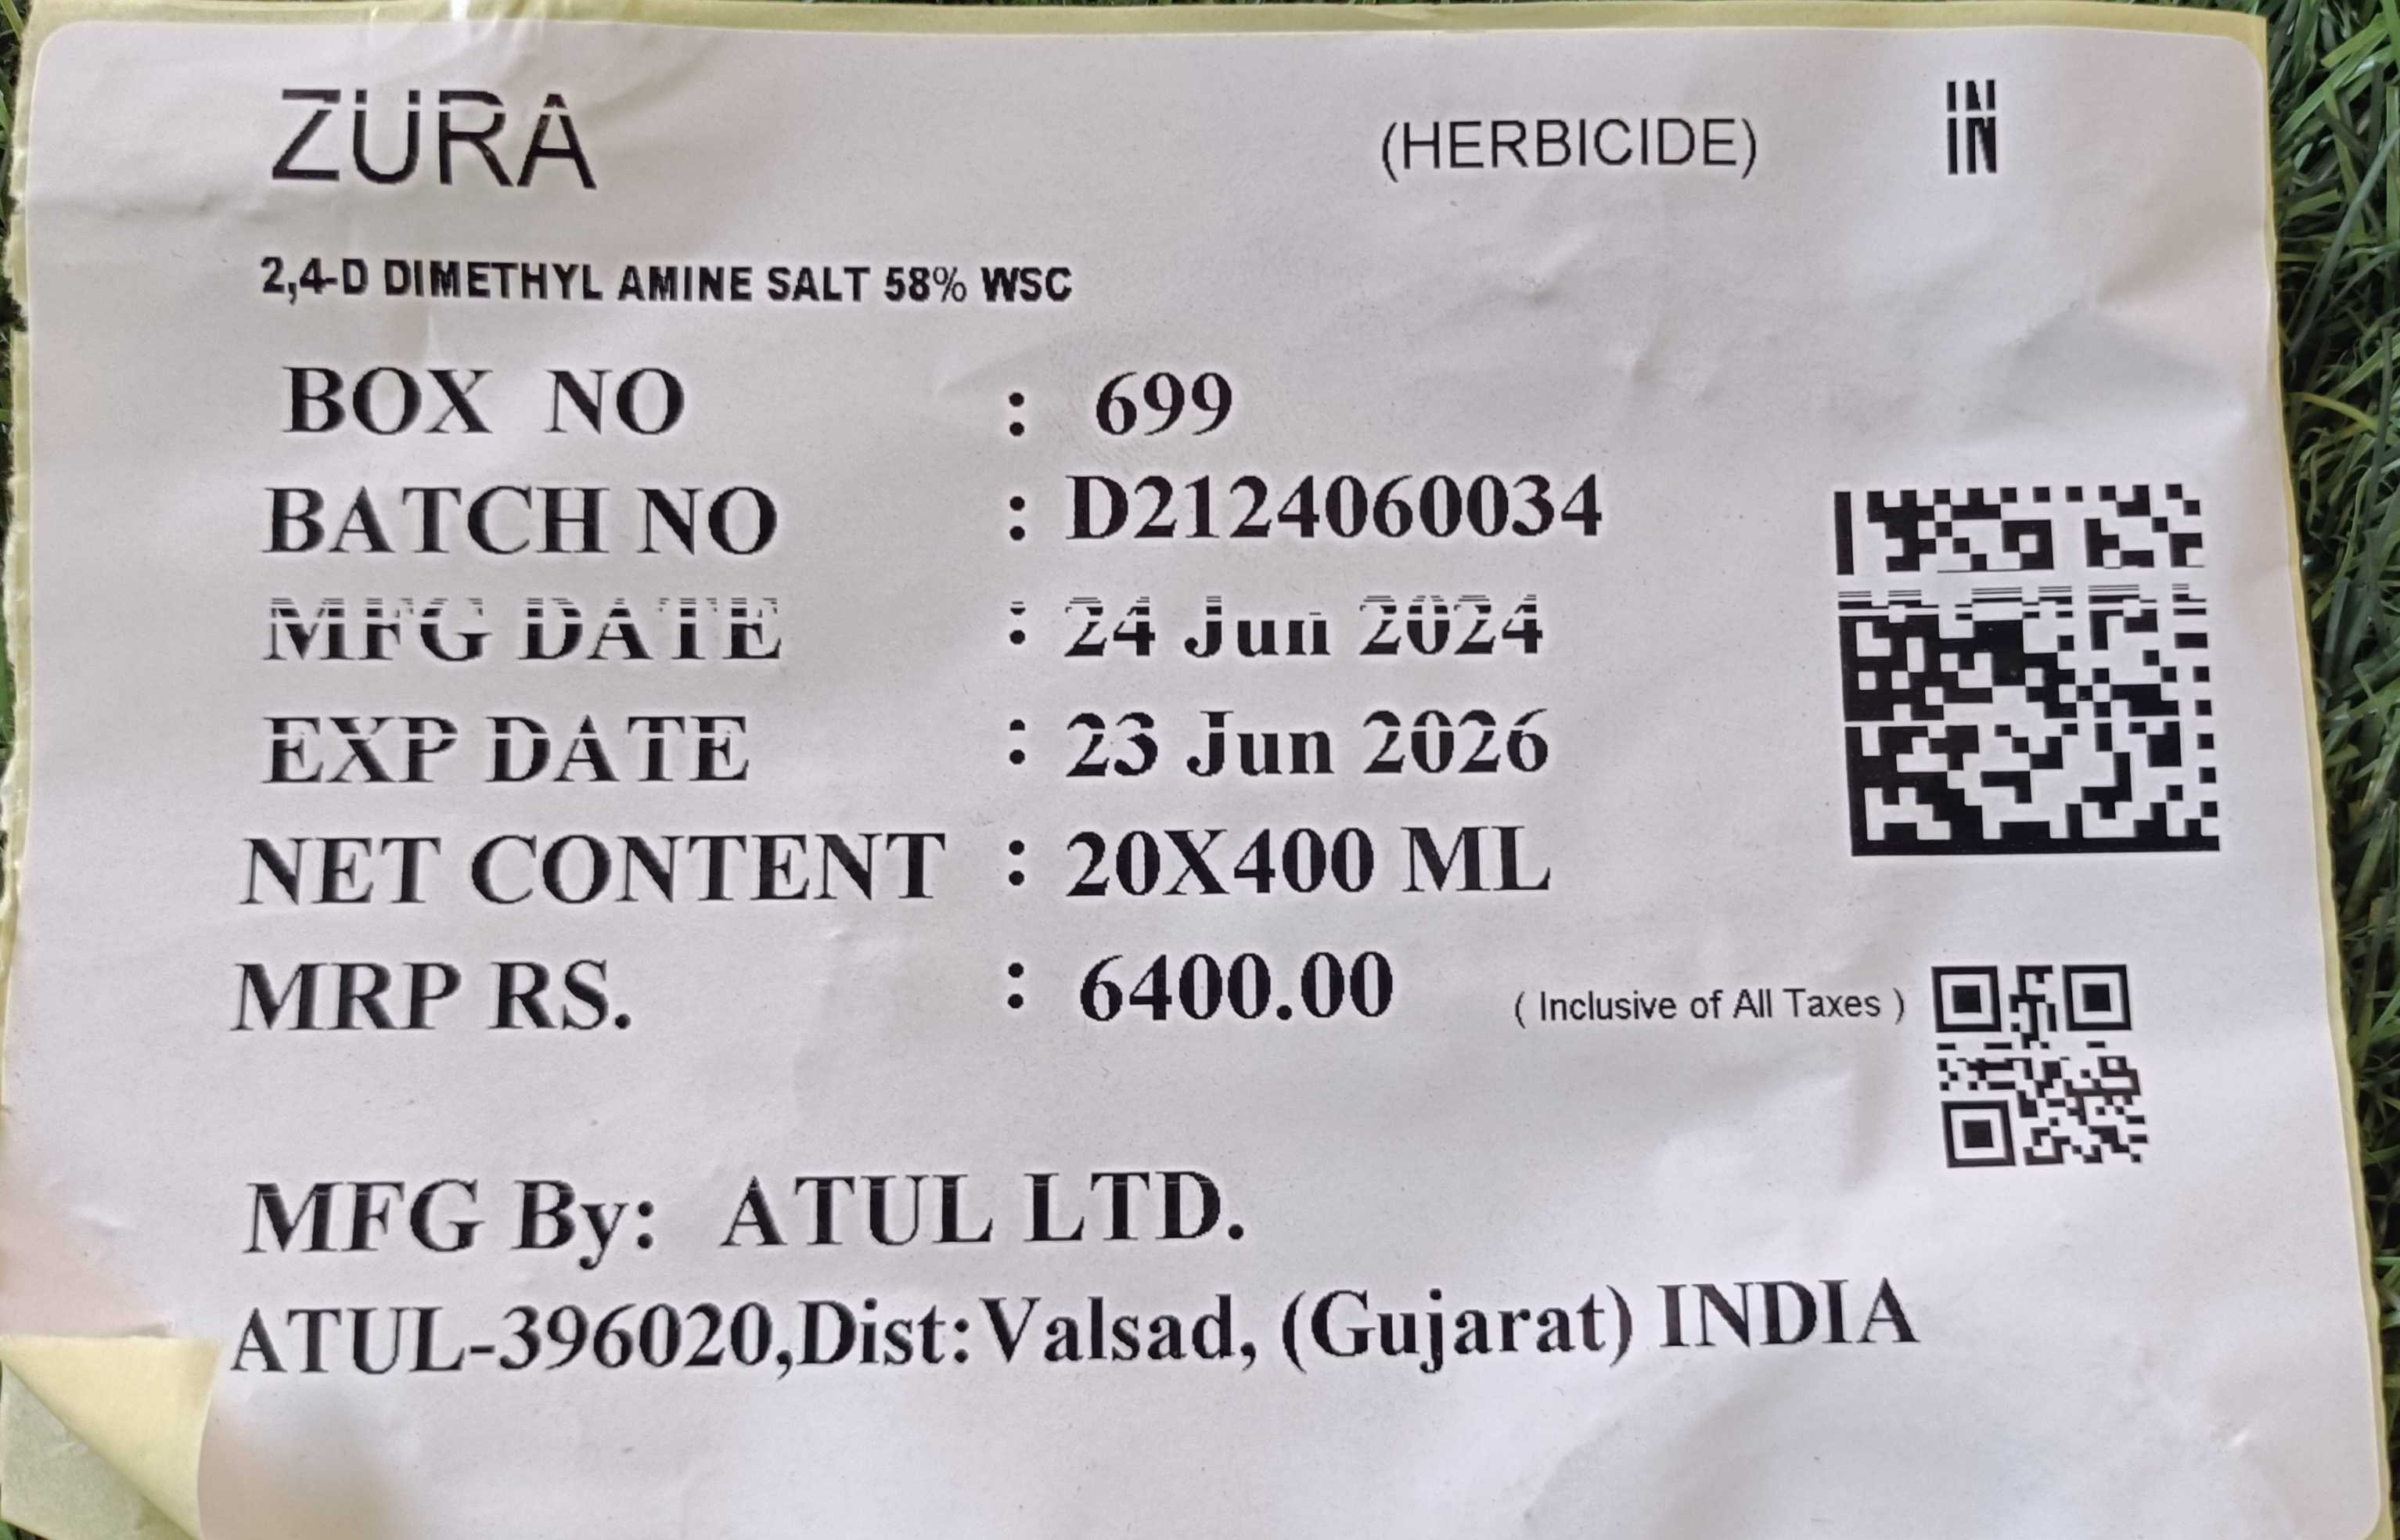 ZURA (HERBICIDE) IN
2,4-D DIMETHYL AMINE SALT 58% WSC
BOX NO : 699
BATCH NO : D2124060034
MFG DATE : 24 Jun 2024
EXP DATE : 23 Jun 2026
NET CONTENT : 20X400 ML
MRP RS. : 6400.00 ( Inclusive of All Taxes )
MFG By: ATUL LTD.
ATUL-396020,Dist:Valsad, (Gujarat) INDIA